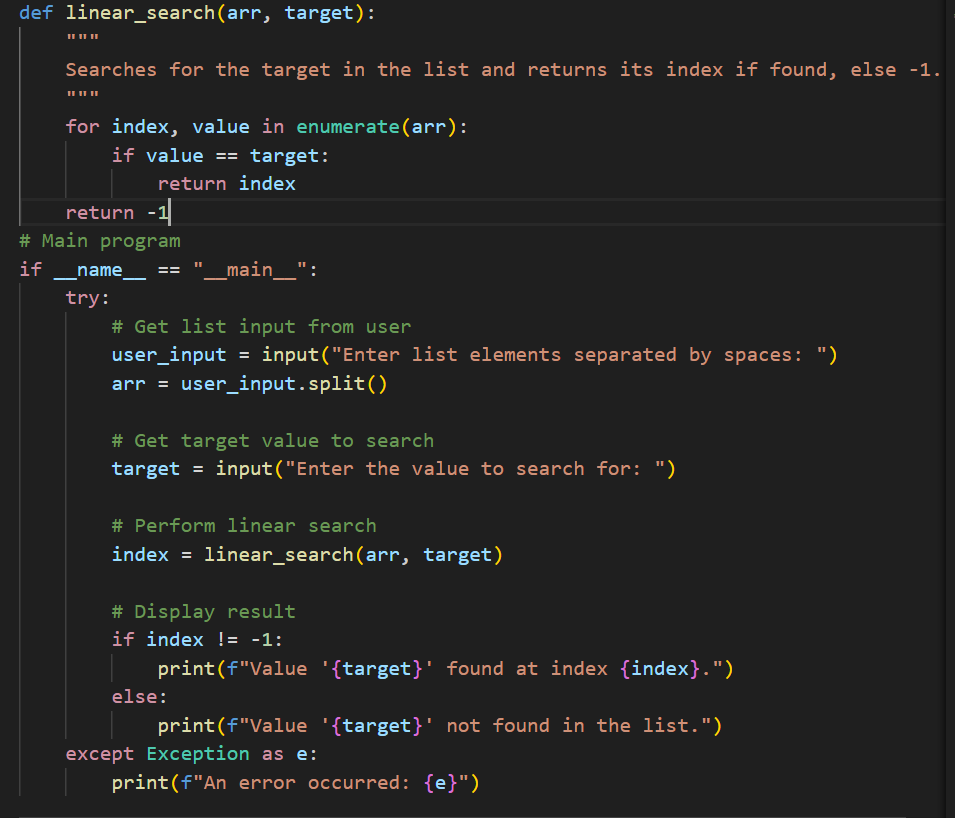 def linear_search(arr, target):
    """
    Searches for the target in the list and returns its index if found, else -1.
    """
    for index, value in enumerate(arr):
        if value == target:
            return index
    return -1
# Main program
if __name__ == "__main__":
    try:
        # Get list input from user
        user_input = input("Enter list elements separated by spaces: ")
        arr = user_input.split()

        # Get target value to search
        target = input("Enter the value to search for: ")

        # Perform linear search
        index = linear_search(arr, target)

        # Display result
        if index != -1:
            print(f"Value '{target}' found at index {index}.")
        else:
            print(f"Value '{target}' not found in the list.")
    except Exception as e:
        print(f"An error occurred: {e}")